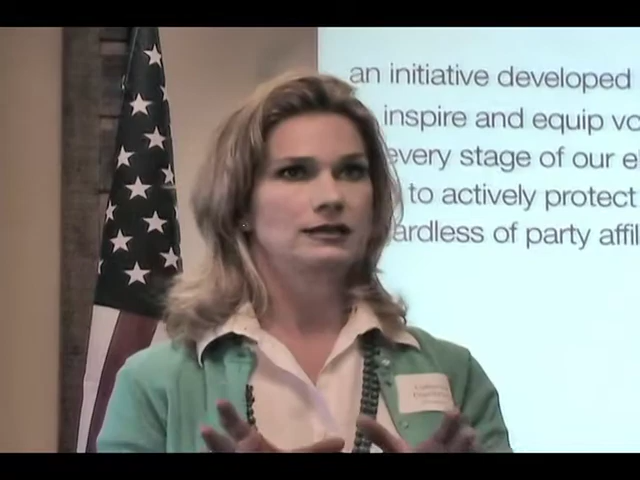 an initiative developed
inspire and equip vo
every stage of our el
to actively protect
ardless of party affil